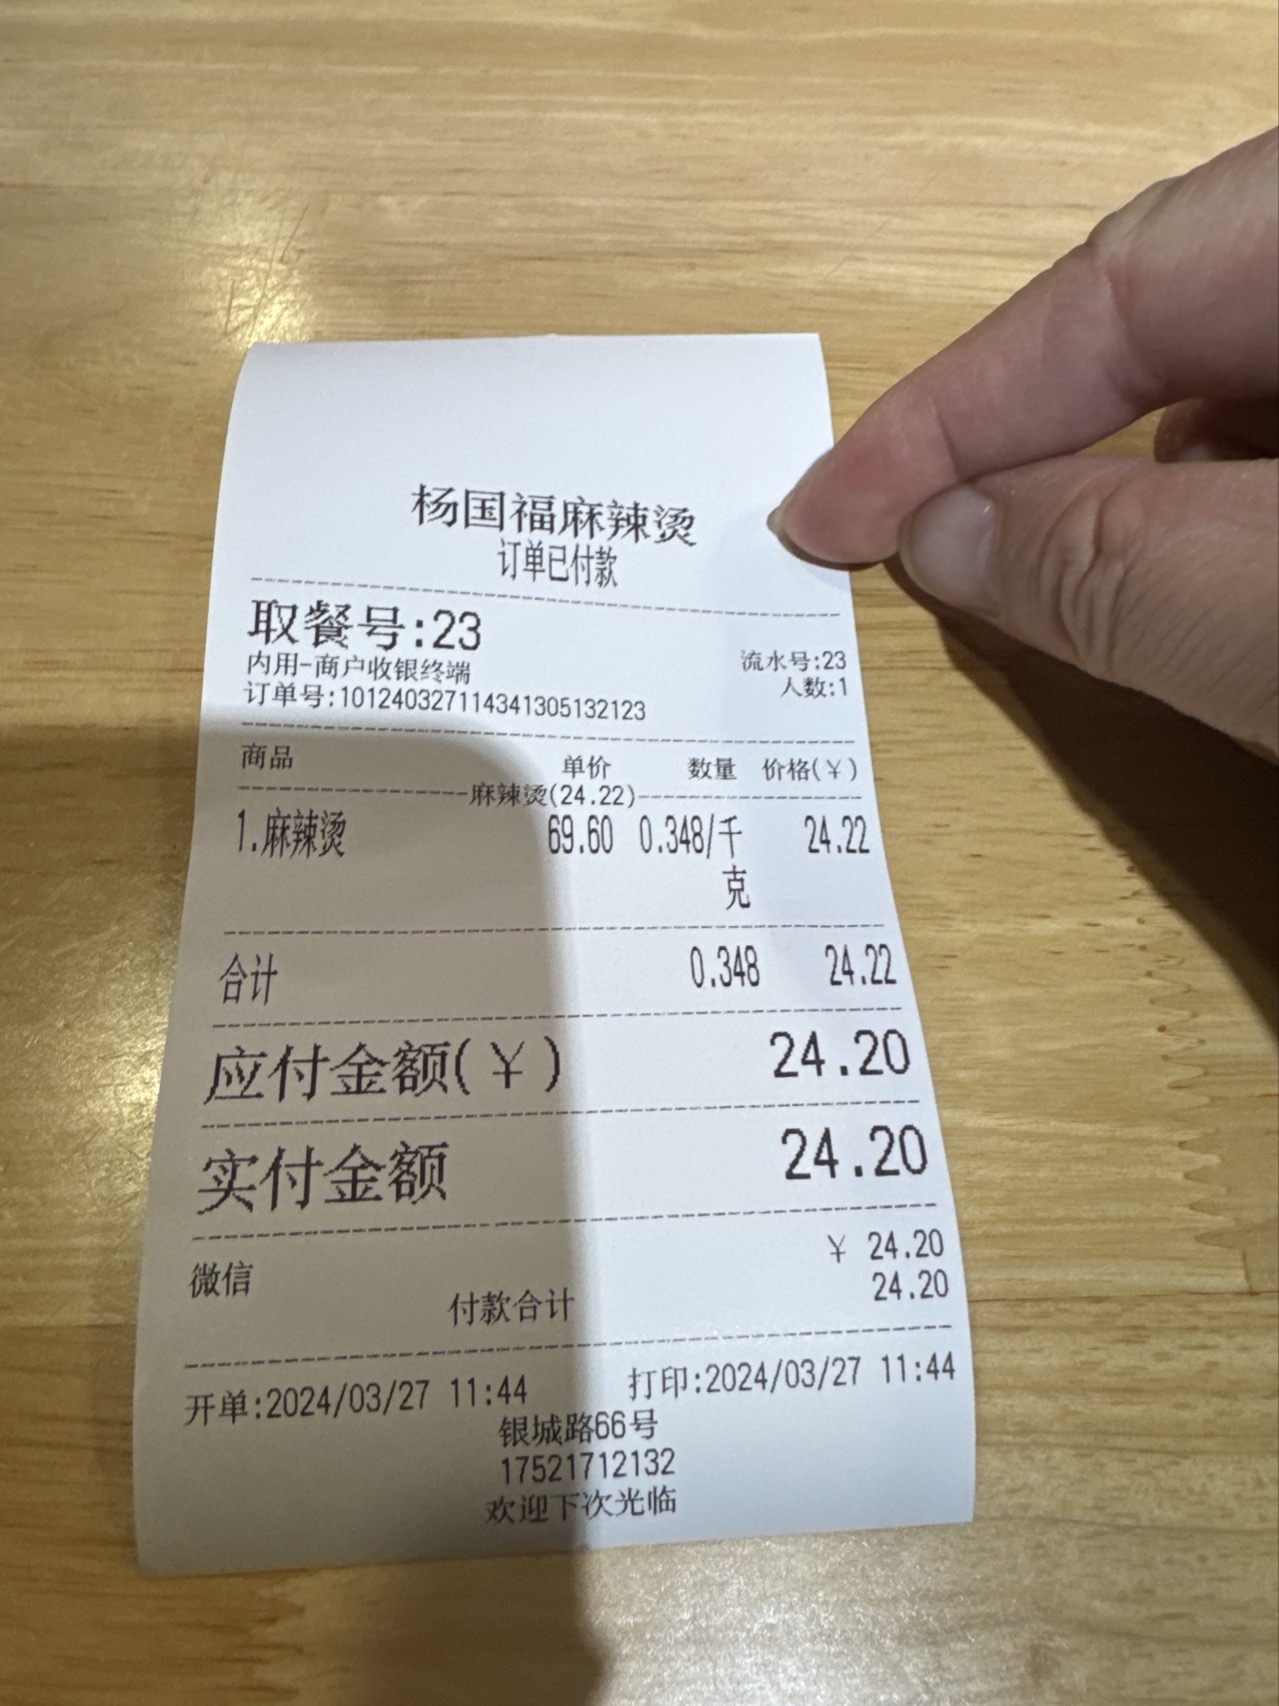 杨国福麻辣烫
订单已付款
取餐号:23
内用-商户收银终端 流水号:23
订单号:101240327114341305132123 人数:1
商品 单价 数量 价格(¥)
麻辣烫(24.22)
1.麻辣烫 69.60 0.348/千克 24.22
合计 0.348 24.22
应付金额(¥) 24.20
实付金额 24.20
微信 ¥ 24.20
付款合计 24.20
开单:2024/03/27 11:44 打印:2024/03/27 11:44
银城路66号
17521712132
欢迎下次光临